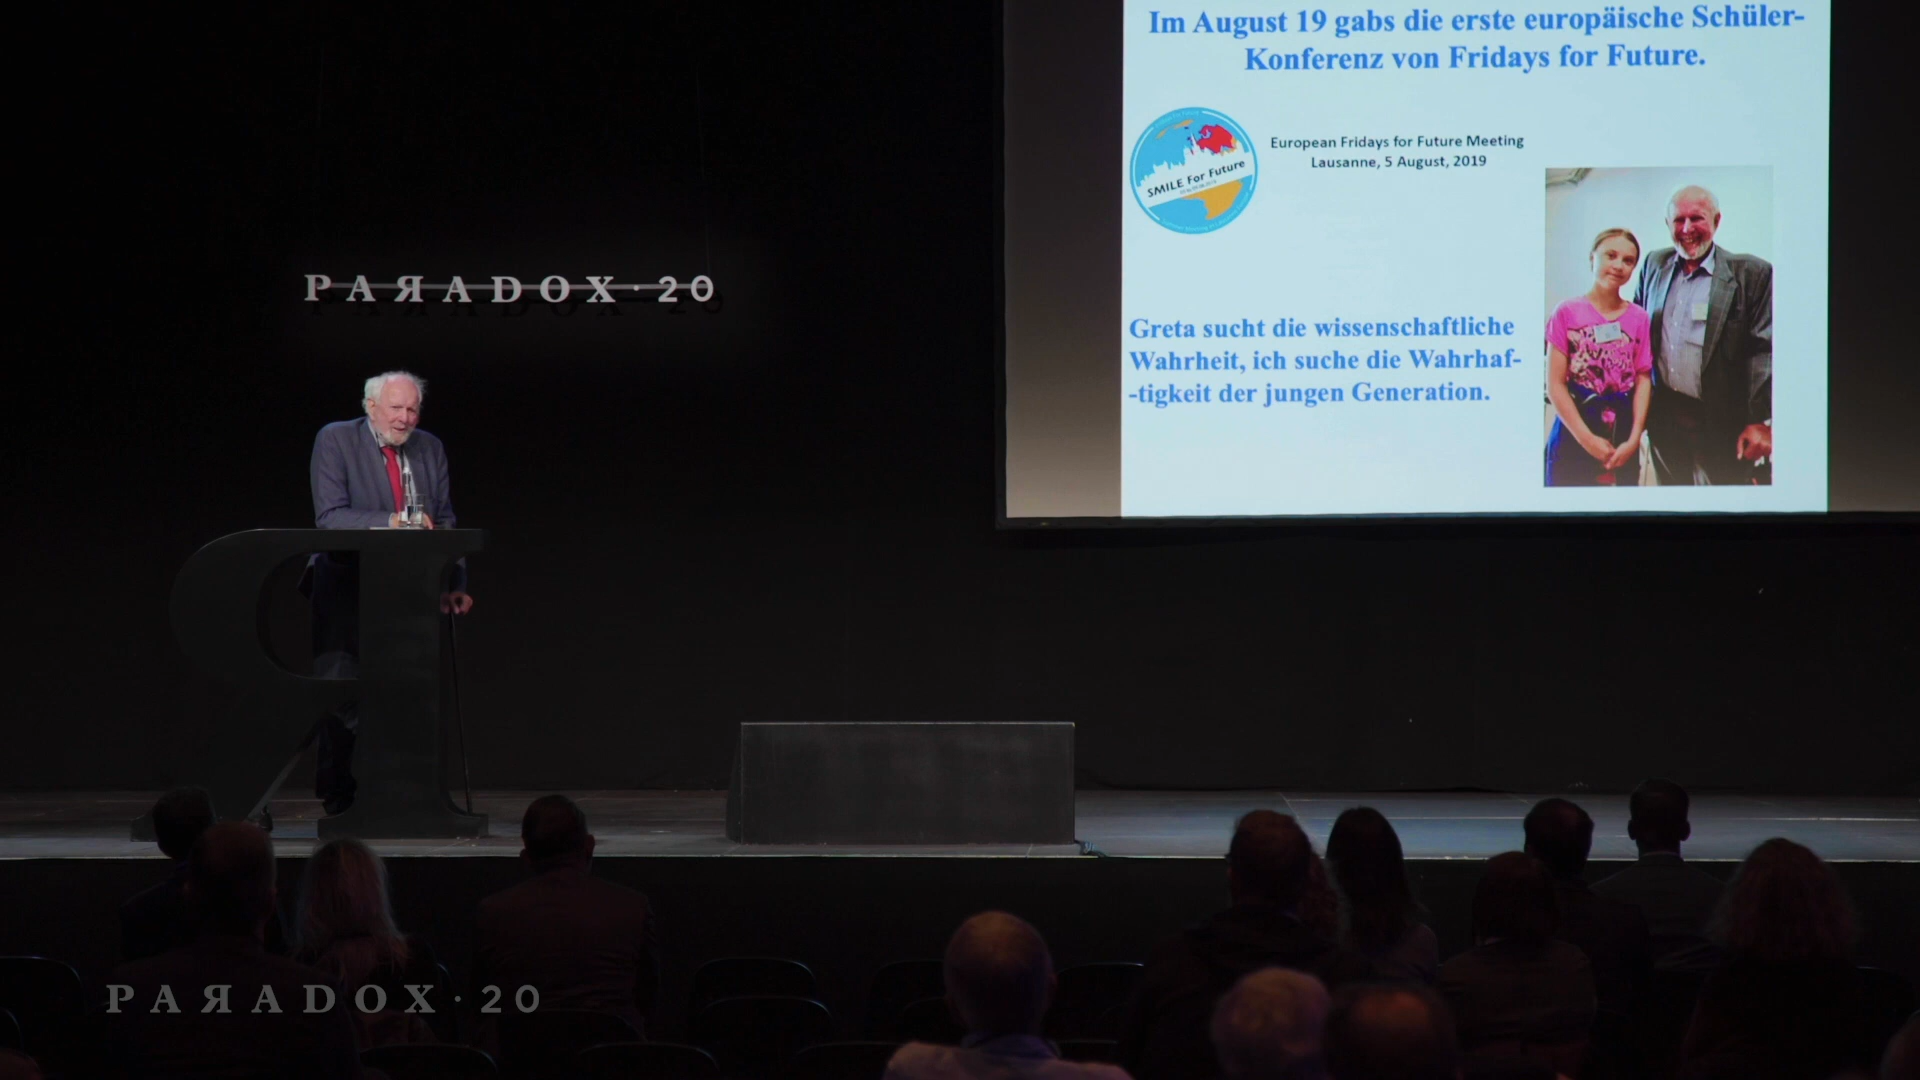 Im August 19 gabs die erste europäische Schüler-
Konferenz von Fridays for Future.
European Fridays for Future Meeting
Lausanne, 5 August, 2019
SMILE For Future
PAЯADOX·20
Greta sucht die wissenschaftliche
Wahrheit, ich suche die Wahrhaf-
-tigkeit der jungen Generation.
PAЯADOX·20